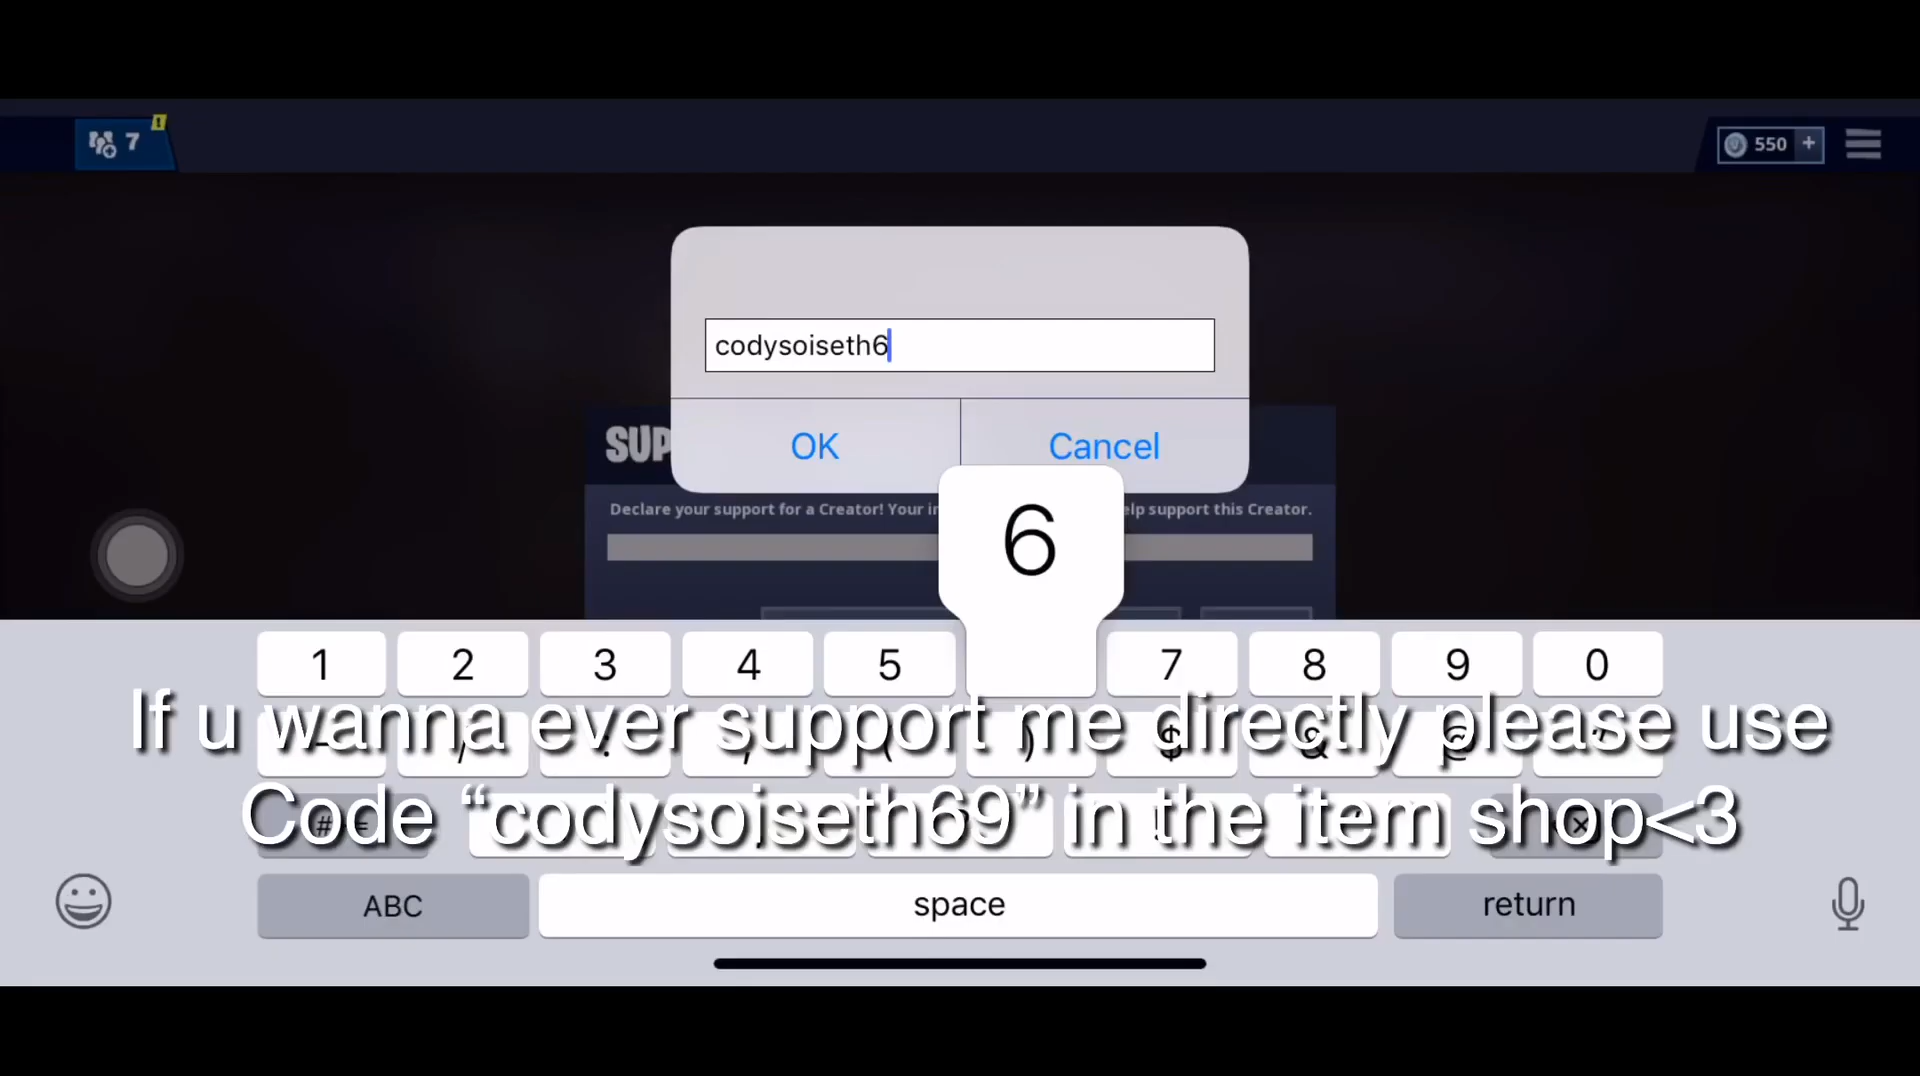 7
!
550 +
codysoiseth6
OK Cancel
SUP
Declare your support for a Creator! Your in elp support this Creator.
6
1 2 3 4 5 7 8 9 0
If u wanna ever support me directly please use
- / : ; ( ) $ & @ "
Code “codysoiseth69” in the item shop<3
ABC space return